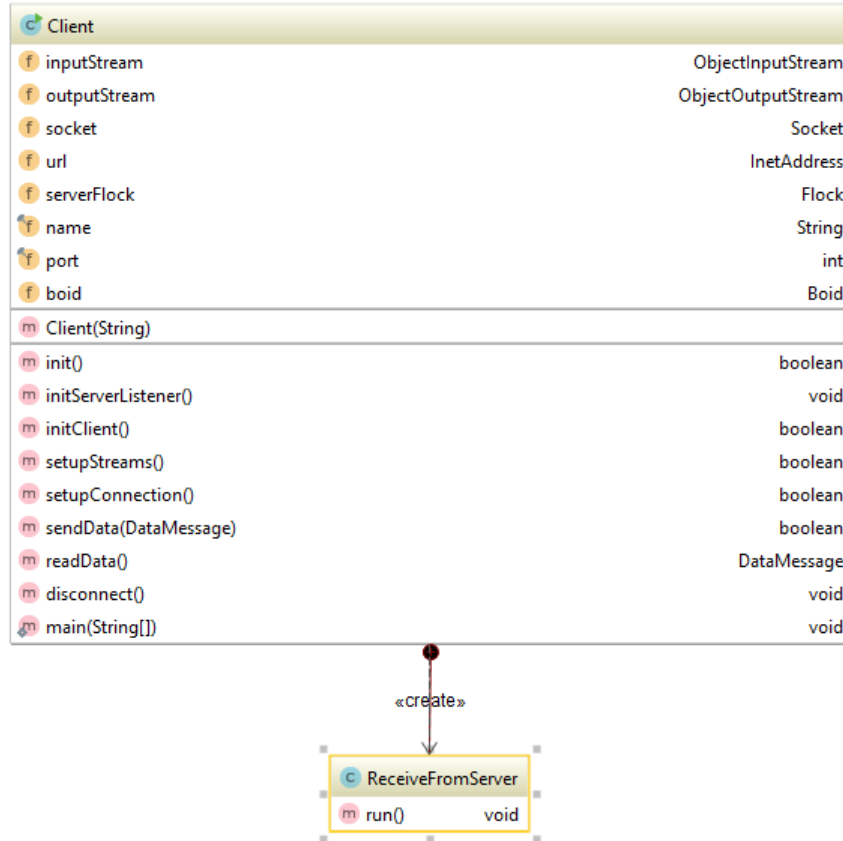 Client
inputStream ObjectInputStream
outputStream ObjectOutputStream
socket Socket
url InetAddress
serverFlock Flock
name String
port int
boid Boid
Client(String)
init() boolean
initServerListener() void
initClient() boolean
setupStreams() boolean
setupConnection() boolean
sendData(DataMessage) boolean
readData() DataMessage
disconnect() void
main(String[]) void
«create»
ReceiveFromServer
run() void